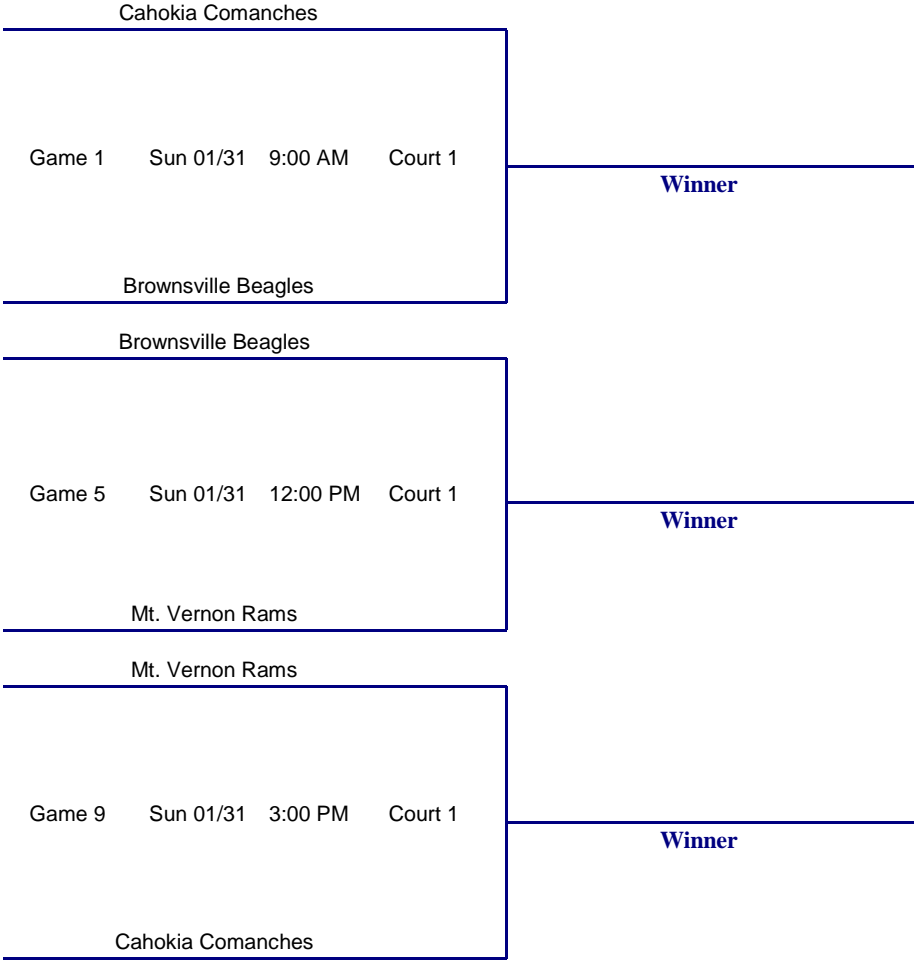 Cahokia Comanches
Game 1 Sun 01/31 9:00 AM Court 1
Winner
Brownsville Beagles
Brownsville Beagles
Game 5 Sun 01/31 12:00 PM Court 1
Winner
Mt. Vernon Rams
Mt. Vernon Rams
Game 9 Sun 01/31 3:00 PM Court 1
Winner
Cahokia Comanches